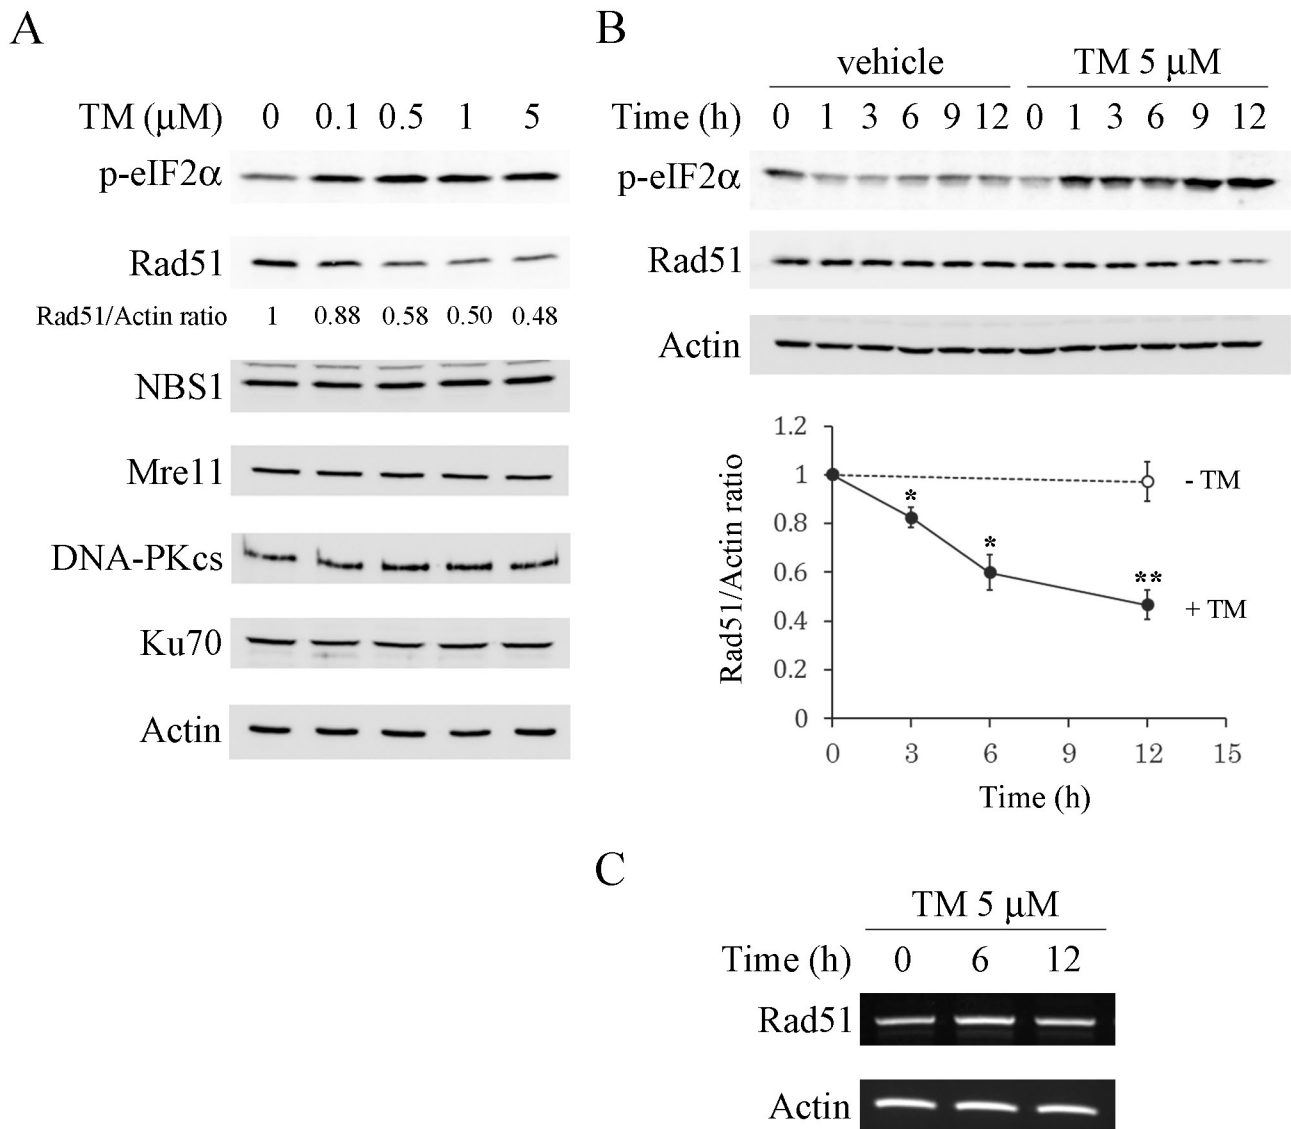 A
TM (μM) 0 0.1 0.5 1 5
p-eIF2α
Rad51
Rad51/Actin ratio 1 0.88 0.58 0.50 0.48
NBS1
Mre11
DNA-PKcs
Ku70
Actin
B
vehicle TM 5 μM
Time (h) 0 1 3 6 9 12 0 1 3 6 9 12
p-eIF2α
Rad51
Actin
Rad51/Actin ratio
1.2
1
0.8
0.6
0.4
0.2
0
* * **
- TM
+ TM
0 3 6 9 12 15
Time (h)
C
TM 5 μM
Time (h) 0 6 12
Rad51
Actin